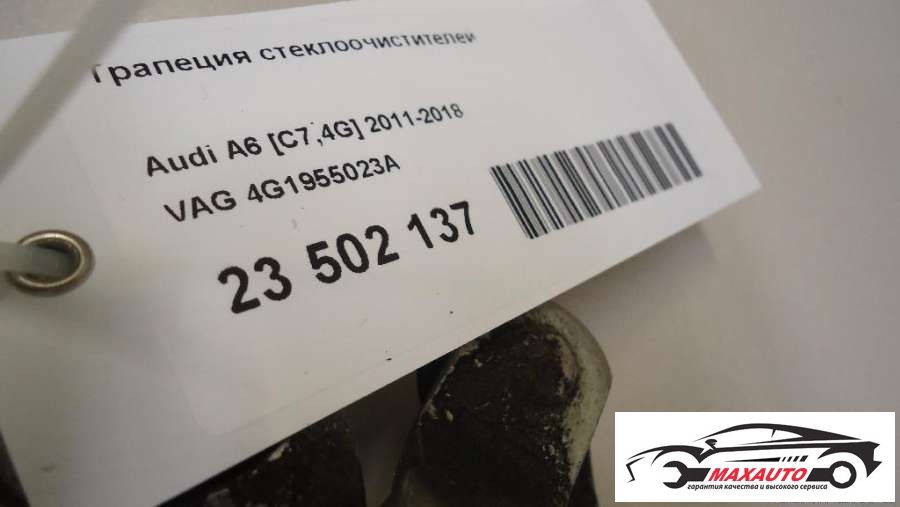 Трапеция стеклоочистителей
Audi A6 [C7,4G] 2011-2018
VAG 4G1955023A
23 502 137
MAXAUTO
гарантия качества и высокого сервиса